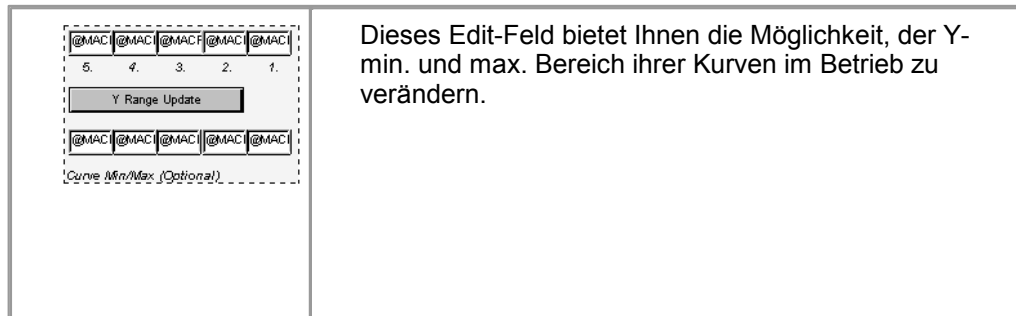 @MACI @MACI @MACF @MACI @MACI
5. 4. 3. 2. 1.
Y Range Update
@MACI @MACI @MACI @MACI @MACI
Curve Min/Max (Optional)
Dieses Edit-Feld bietet Ihnen die Möglichkeit, der Y-
min. und max. Bereich ihrer Kurven im Betrieb zu
verändern.